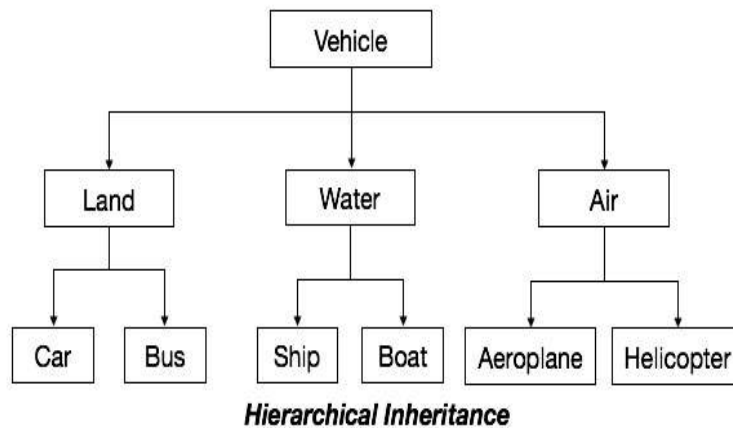 Vehicle
Land Water Air
Car Bus Ship Boat Aeroplane Helicopter
Hierarchical Inheritance